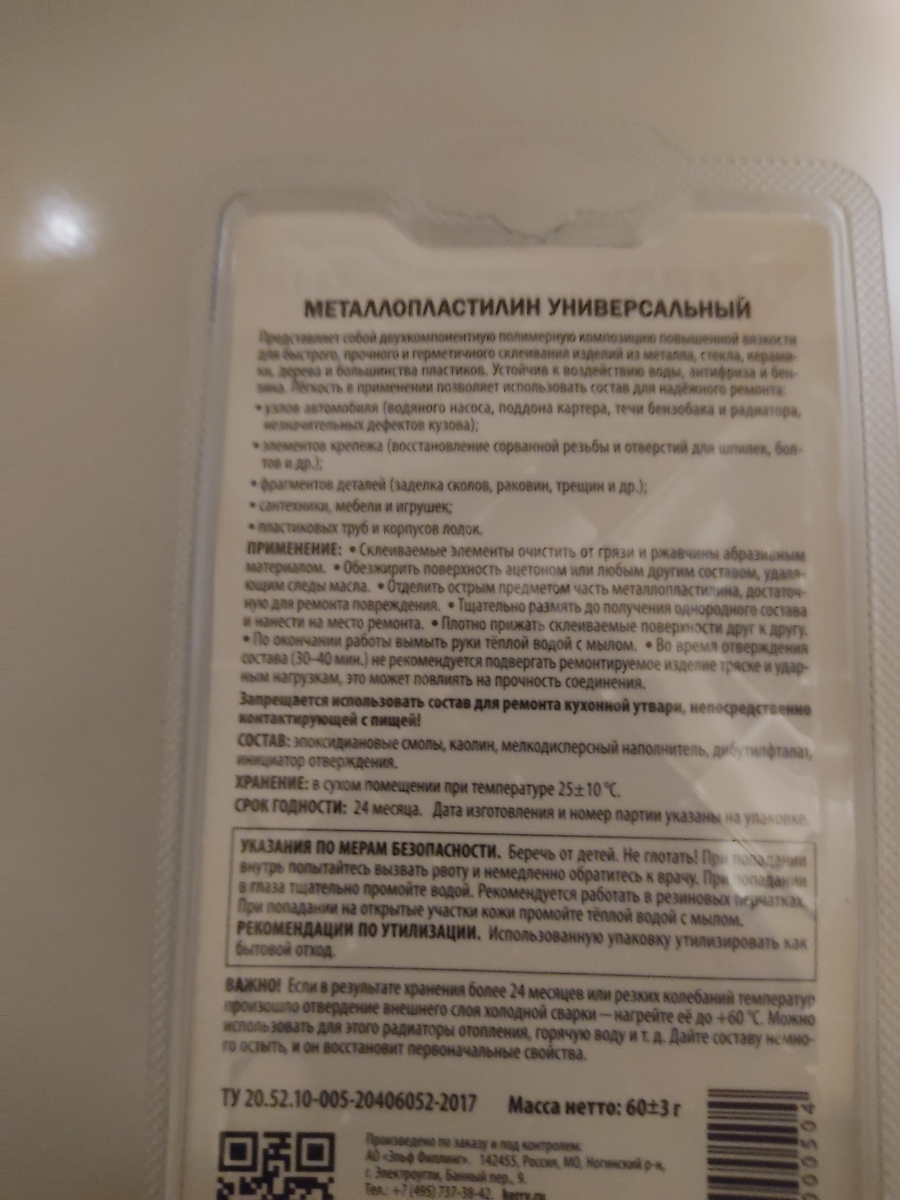 МЕТАЛЛОПЛАСТИЛИН УНИВЕРСАЛЬНЫЙ
Представляет собой двухкомпонентную полимерную композицию повышенной вязкости
для быстрого, прочного и герметичного склеивания изделий из металла, стекла, керами-
ки, дерева и большинства пластиков. Устойчив к воздействию воды, антифриза и бен-
зина. Лёгкость в применении позволяет использовать состав для надёжного ремонта:
• узлов автомобиля (водяного насоса, поддона картера, течи бензобака и радиатора,
незначительных дефектов кузова);
• элементов крепежа (восстановление сорванной резьбы и отверстий для шпилек, бол-
тов и др.);
• фрагментов деталей (заделка сколов, раковин, трещин и др.);
• сантехники, мебели и игрушек;
• пластиковых труб и корпусов лодок.
ПРИМЕНЕНИЕ: • Склеиваемые элементы очистить от грязи и ржавчины абразивным
материалом. • Обезжирить поверхность ацетоном или любым другим составом, удаля-
ющим следы масла. • Отделить острым предметом часть металлопластилина, достаточ-
ную для ремонта повреждения. • Тщательно размять до получения однородного состава
и нанести на место ремонта. • Плотно прижать склеиваемые поверхности друг к другу.
• По окончании работы вымыть руки тёплой водой с мылом. • Во время отверждения
состава (30–40 мин.) не рекомендуется подвергать ремонтируемое изделие тряске и удар-
ным нагрузкам, это может повлиять на прочность соединения.
Запрещается использовать состав для ремонта кухонной утвари, непосредственно
контактирующей с пищей!
СОСТАВ: эпоксидиановые смолы, каолин, мелкодисперсный наполнитель, дибутилфталат,
инициатор отверждения.
ХРАНЕНИЕ: в сухом помещении при температуре 25±10 °С.
СРОК ГОДНОСТИ: 24 месяца. Дата изготовления и номер партии указаны на упаковке.
УКАЗАНИЯ ПО МЕРАМ БЕЗОПАСНОСТИ. Беречь от детей. Не глотать! При попадании
внутрь попытайтесь вызвать рвоту и немедленно обратитесь к врачу. При попадании
в глаза тщательно промойте водой. Рекомендуется работать в резиновых перчатках.
При попадании на открытые участки кожи промойте тёплой водой с мылом.
РЕКОМЕНДАЦИИ ПО УТИЛИЗАЦИИ. Использованную упаковку утилизировать как
бытовой отход.
ВАЖНО! Если в результате хранения более 24 месяцев или резких колебаний температур
произошло отвердение внешнего слоя холодной сварки — нагрейте её до +60 °С. Можно
использовать для этого радиаторы отопления, горячую воду и т. д. Дайте составу немно-
го остыть, и он восстановит первоначальные свойства.
ТУ 20.52.10-005-20406052-2017 Масса нетто: 60±3 г
Произведено по заказу и под контролем:
АО «Эльф Филлинг». 142455, Россия, МО, Ногинский р-н,
г. Электроугли, Банный пер., 9.
Тел.: +7 (495) 737-38-42, kerry.ru